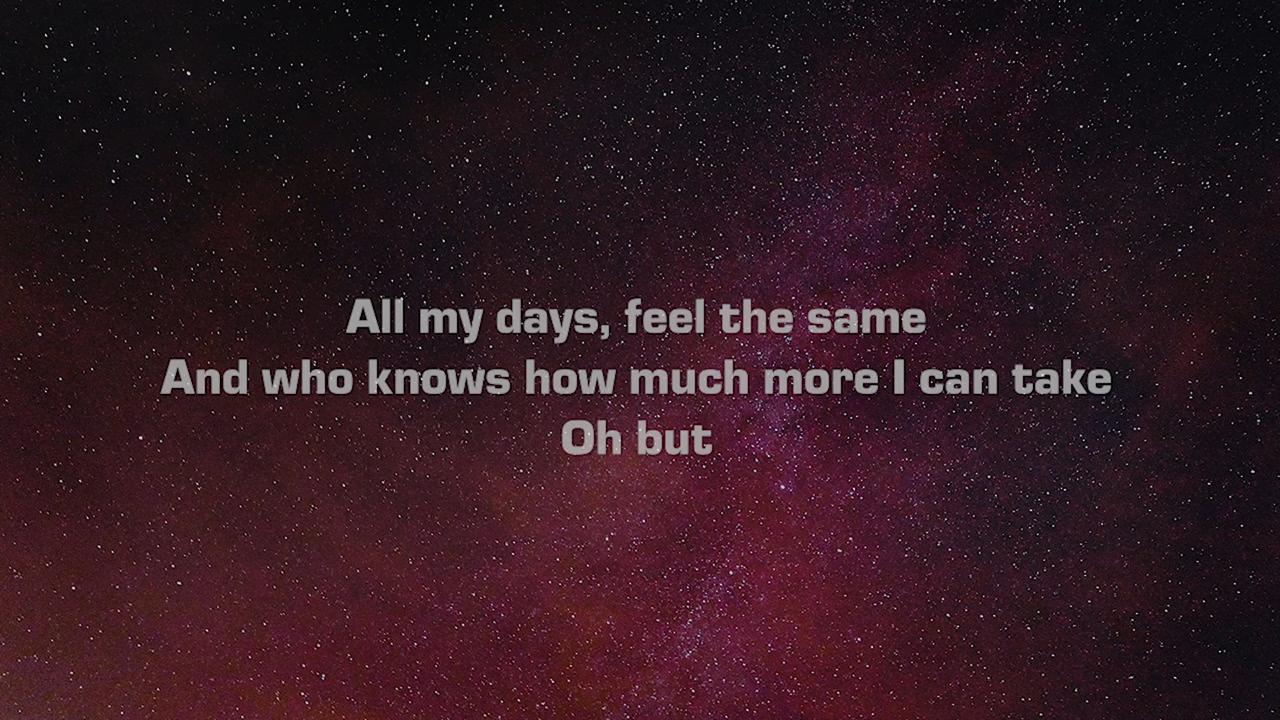 All my days, feel the same
And who knows how much more I can take
Oh but